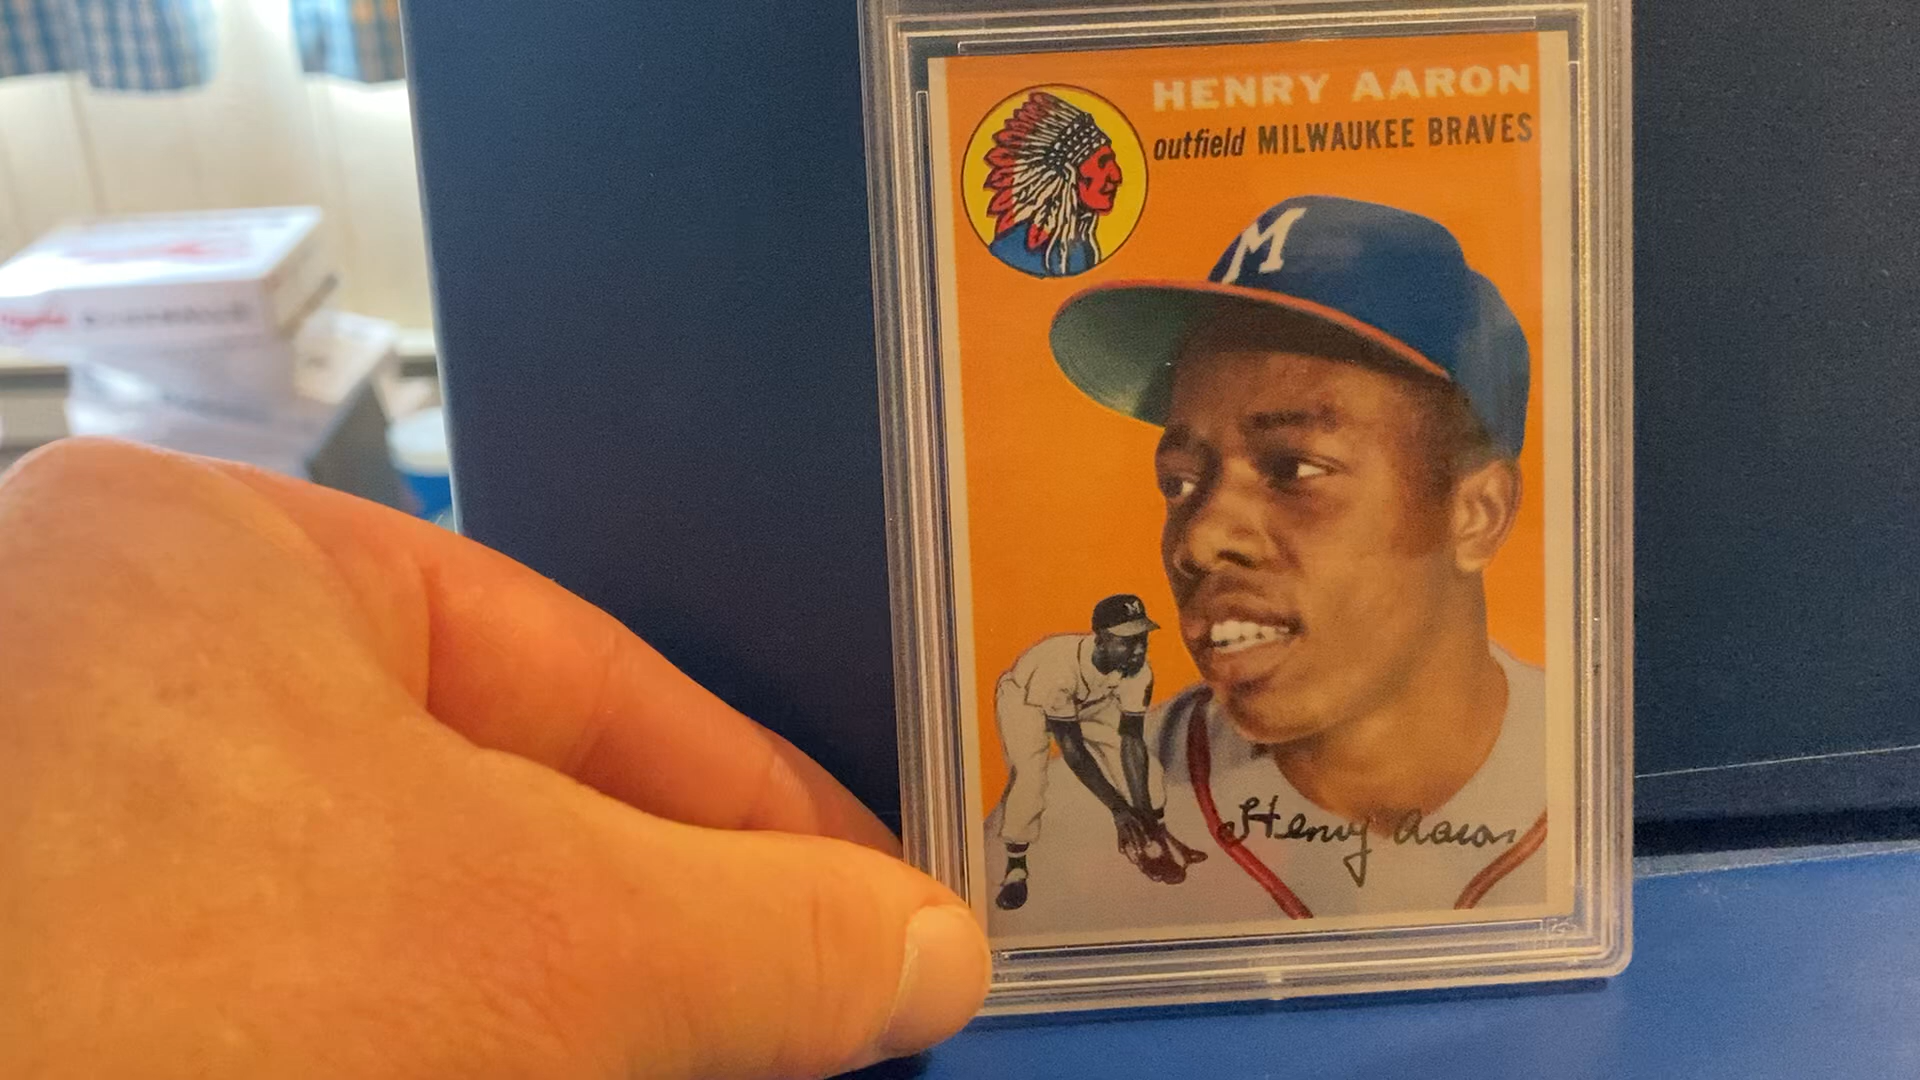 HENRY AARON
outfield MILWAUKEE BRAVES
M
M
Henry Aaron